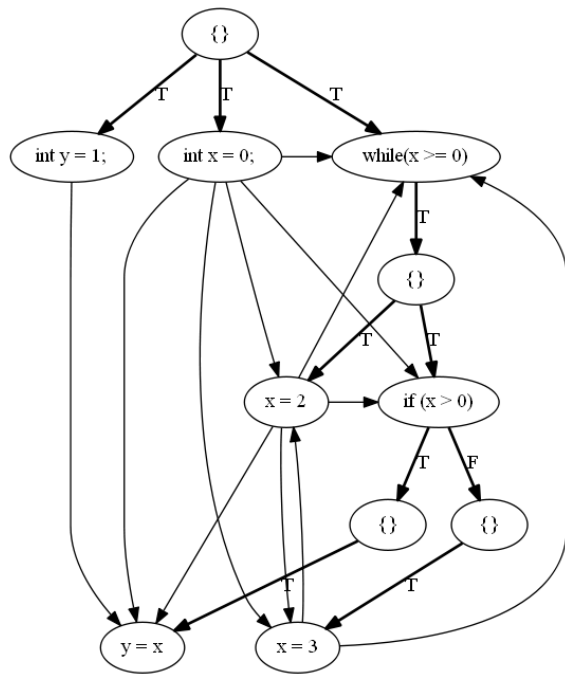 {}
T
T
T
int y = 1;
int x = 0;
while(x >= 0)
T
{}
T
T
x = 2
if (x > 0)
T
F
{}
{}
T
T
y = x
x = 3